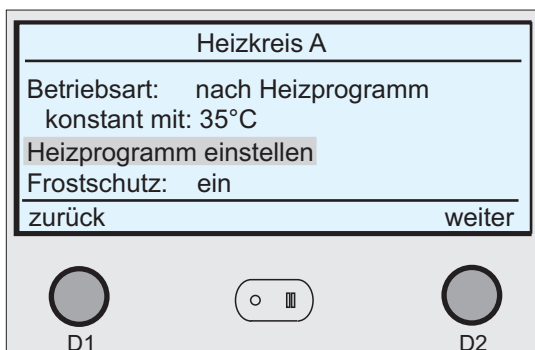 Heizkreis A
Betriebsart: nach Heizprogramm
konstant mit: 35°C
Heizprogramm einstellen
Frostschutz: ein
zurück weiter
D1 D2